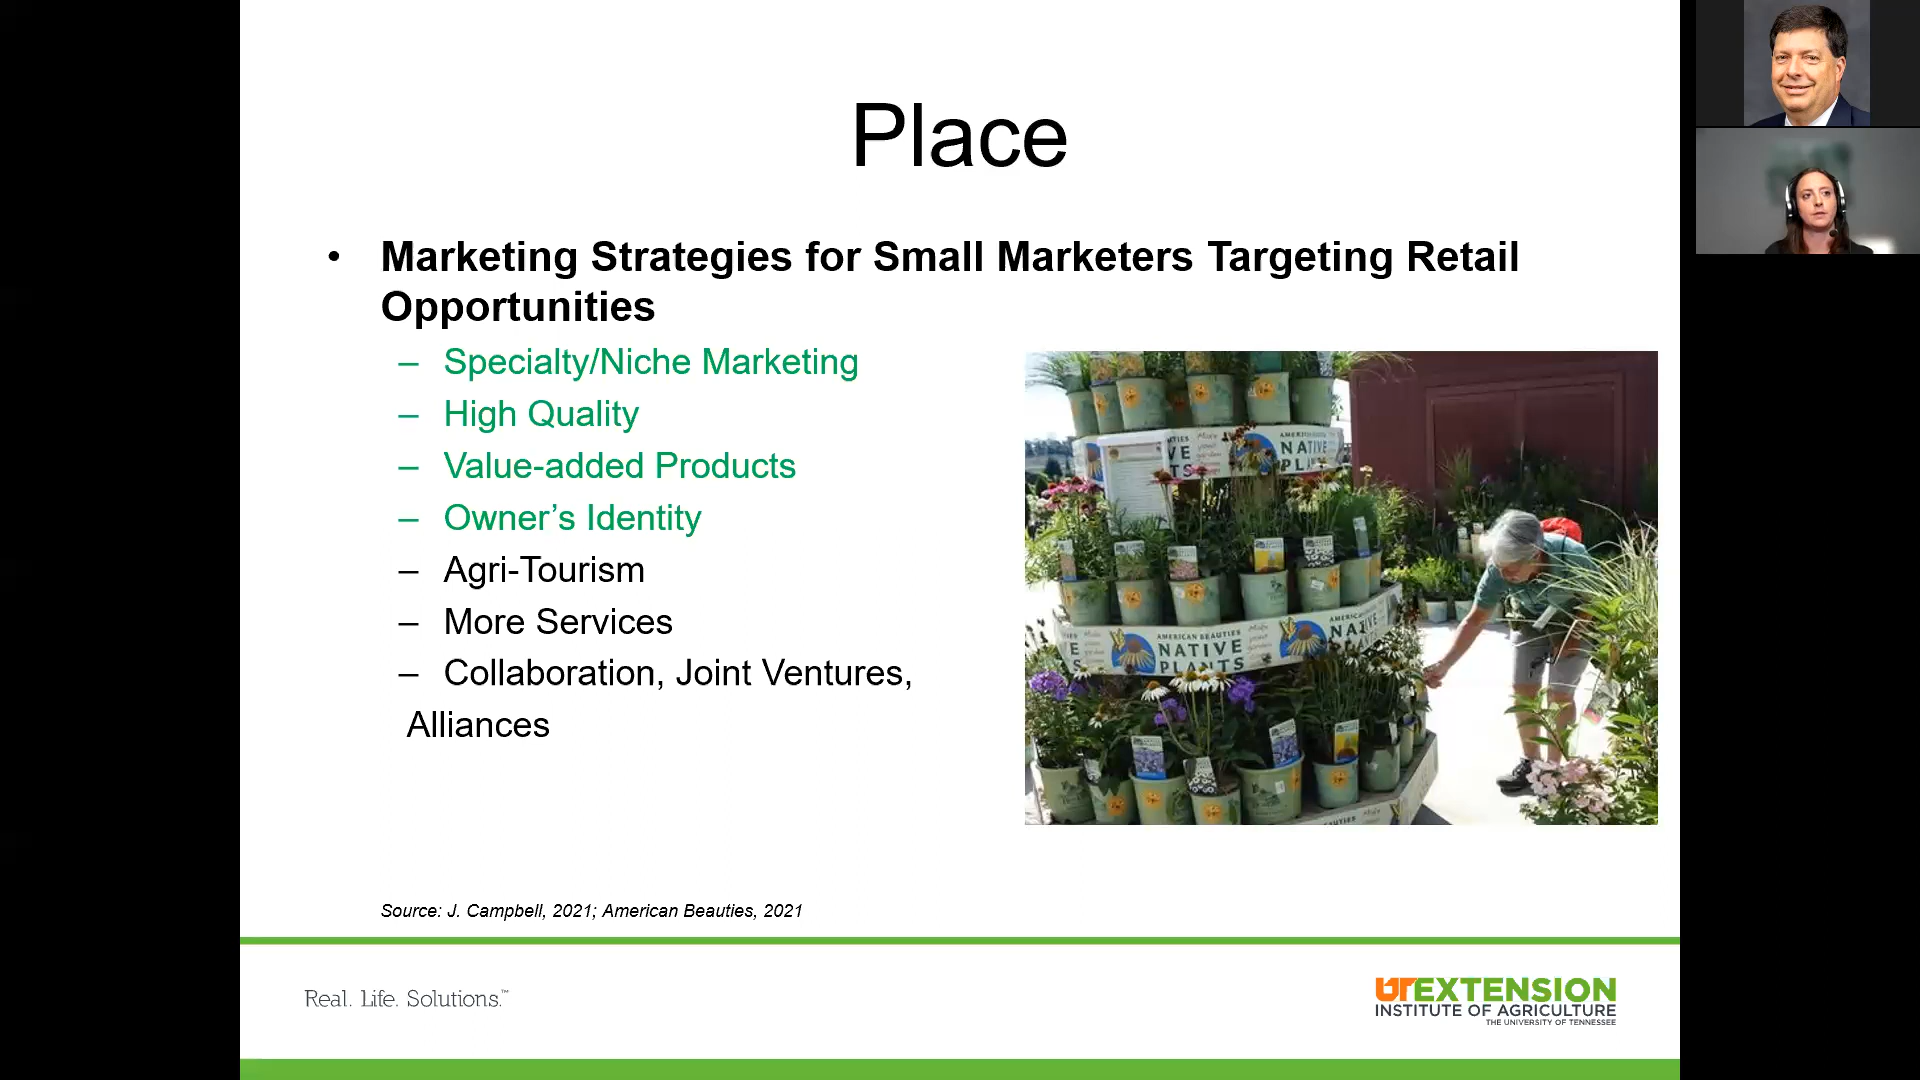 Place
• Marketing Strategies for Small Marketers Targeting Retail
Opportunities
– Specialty/Niche Marketing
– High Quality
– Value-added Products
– Owner’s Identity
– Agri-Tourism
– More Services
– Collaboration, Joint Ventures,
Alliances
NATIVE
AMERICAN BEAUTIES
NATIVE
PLANTS
Source: J. Campbell, 2021; American Beauties, 2021
Real. Life. Solutions.™
UTEXTENSION
INSTITUTE OF AGRICULTURE
THE UNIVERSITY OF TENNESSEE